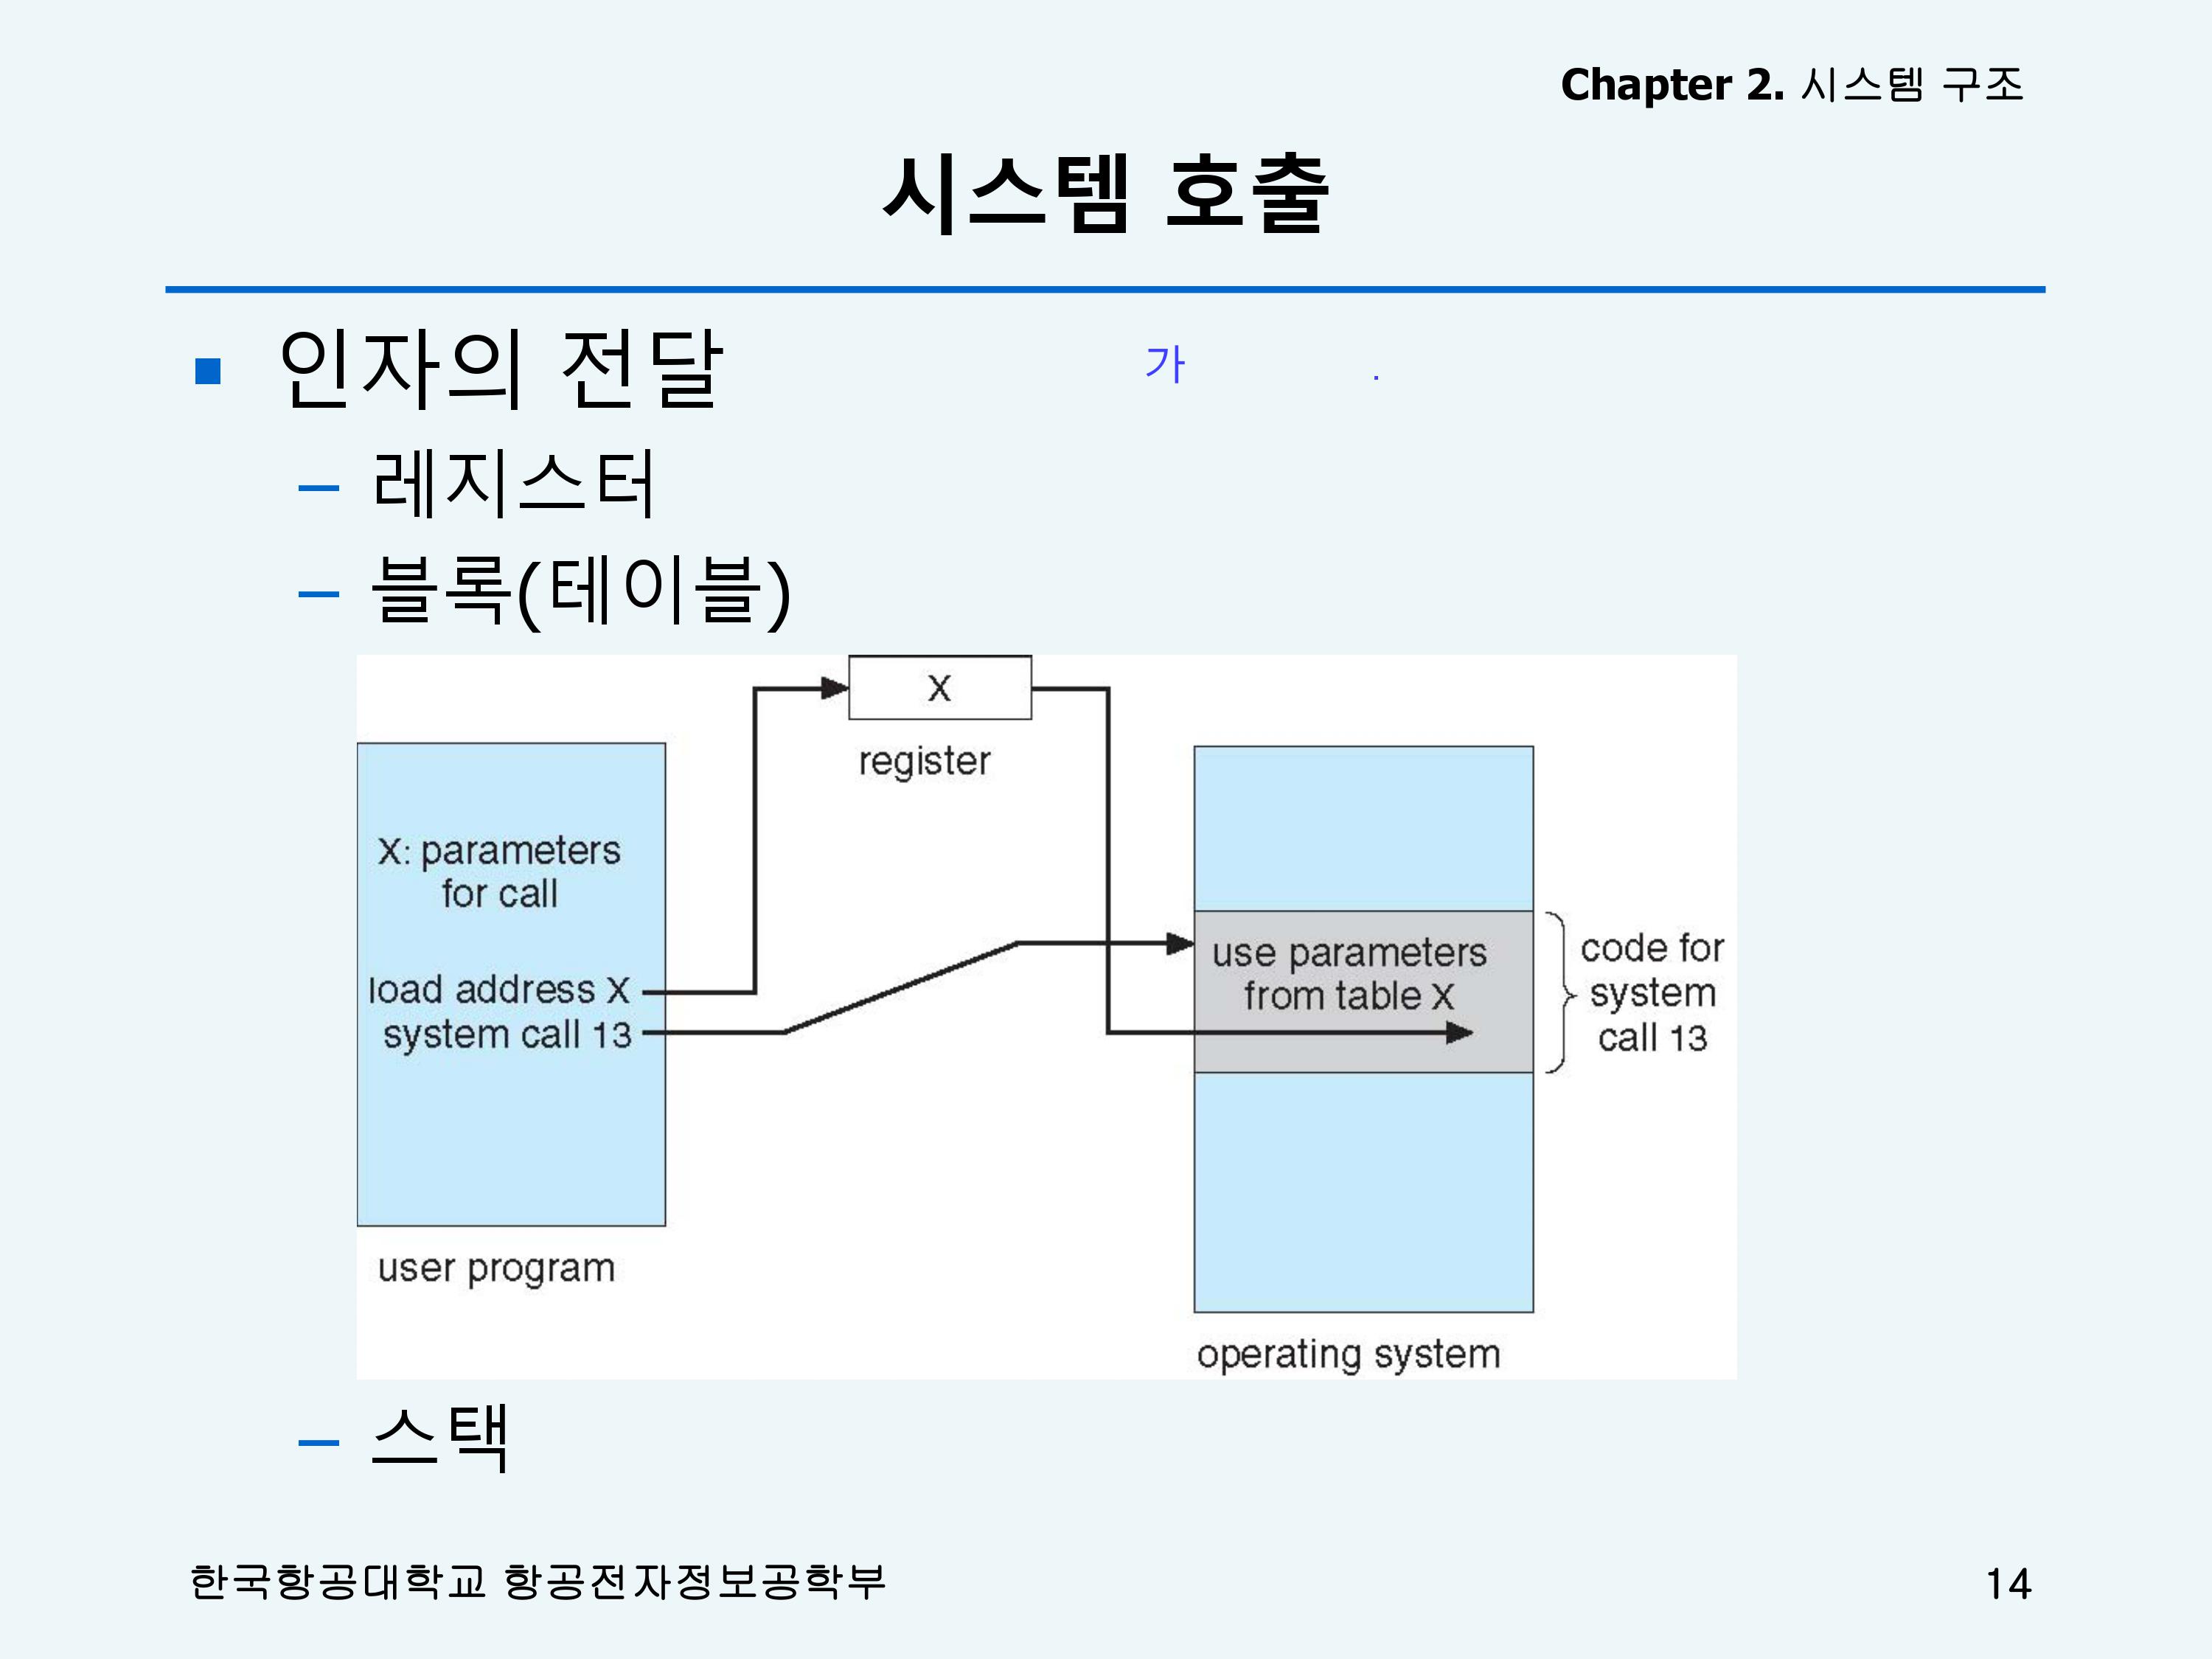 Chapter 2. 시스템 구조
시스템 호출
▪ 인자의 전달
가 .
– 레지스터
– 블록(테이블)
X
register
X: parameters
for call
load address X
system call 13
user program
use parameters
from table X
code for
system
call 13
operating system
– 스택
한국항공대학교 항공전자정보공학부
14